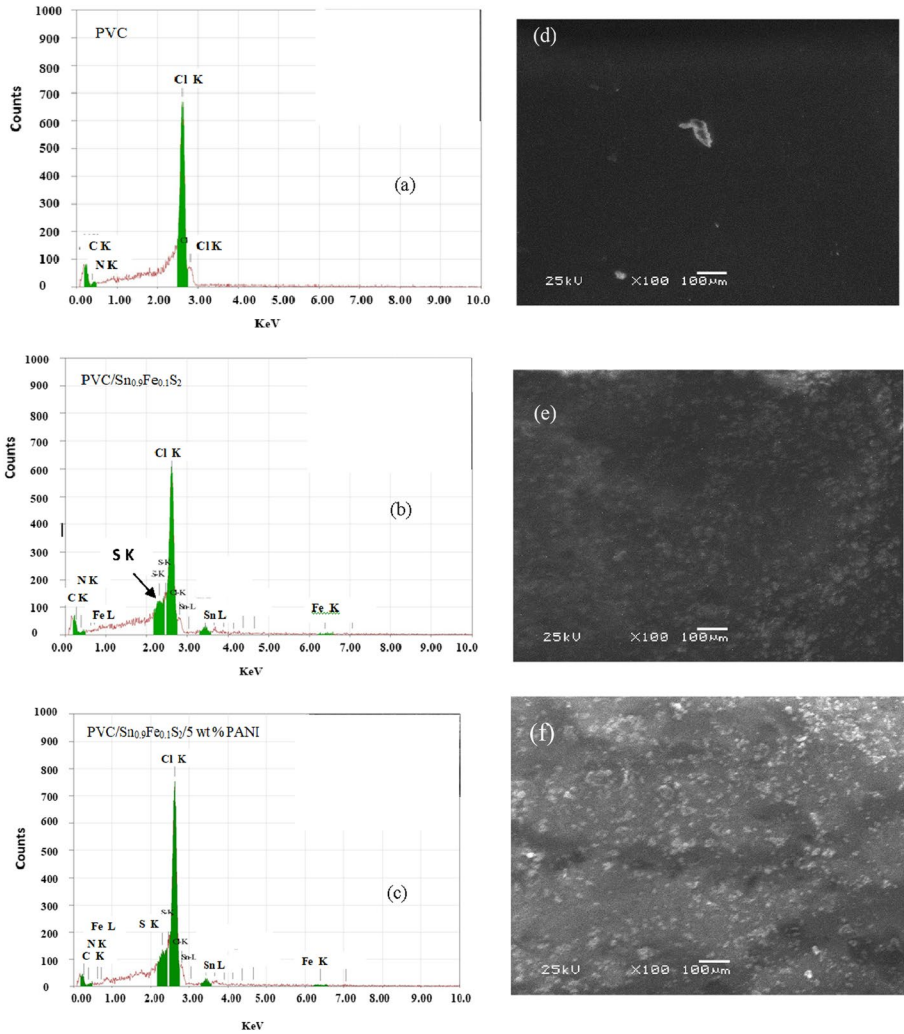 1000
900
800
700
600
500
400
300
200
100
0
Counts
PVC
Cl K
(a)
Cl
Cl K
C K
N K
0.00 1.00 2.00 3.00 4.00 5.00 6.00 7.00 8.00 9.00 10.0
KeV
(d)
25kV X100 100μm
1000
900
800
700
600
500
400
300
200
100
0
Counts
PVC/Sn₀.₉Fe₀.₁S₂
Cl K
(b)
S K
S-K
S-K
N K
C K
Cl-K
Sn-L
Fe L
Sn L
Fe K
0.00 1.00 2.00 3.00 4.00 5.00 6.00 7.00 8.00 9.00 10.0
KeV
(e)
25kV X100 100μm
1000
900
800
700
600
500
400
300
200
100
0
Counts
PVC/Sn₀.₉Fe₀.₁S₂/5 wt% PANI
Cl K
(c)
S-K
Fe L
S K
N K
Cl-K
C K
Sn-L
Sn L
Fe K
0.00 1.00 2.00 3.00 4.00 5.00 6.00 7.00 8.00 9.00 10.0
KeV
(f)
25kV X100 100μm